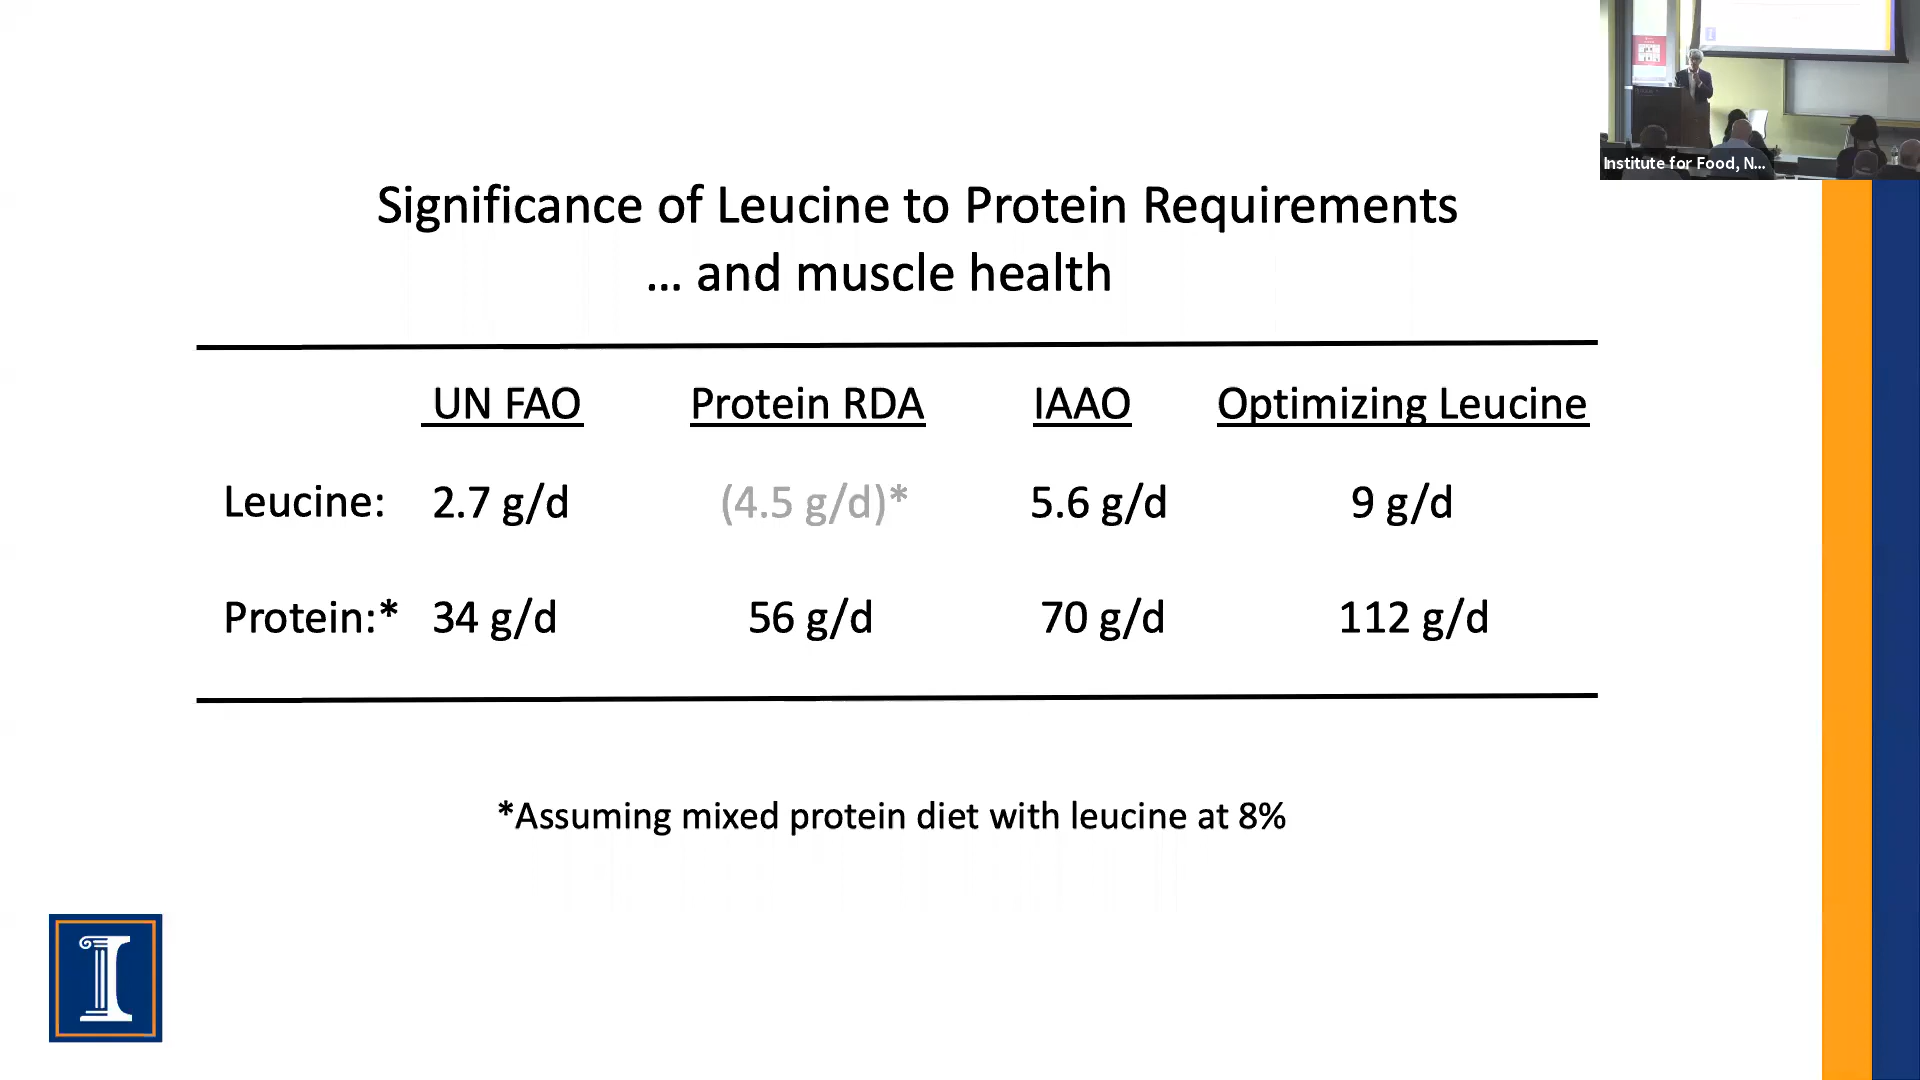 Institute for Food, N...
Significance of Leucine to Protein Requirements
... and muscle health
UN FAO Protein RDA IAAO Optimizing Leucine
Leucine: 2.7 g/d (4.5 g/d)* 5.6 g/d 9 g/d
Protein:* 34 g/d 56 g/d 70 g/d 112 g/d
*Assuming mixed protein diet with leucine at 8%
I